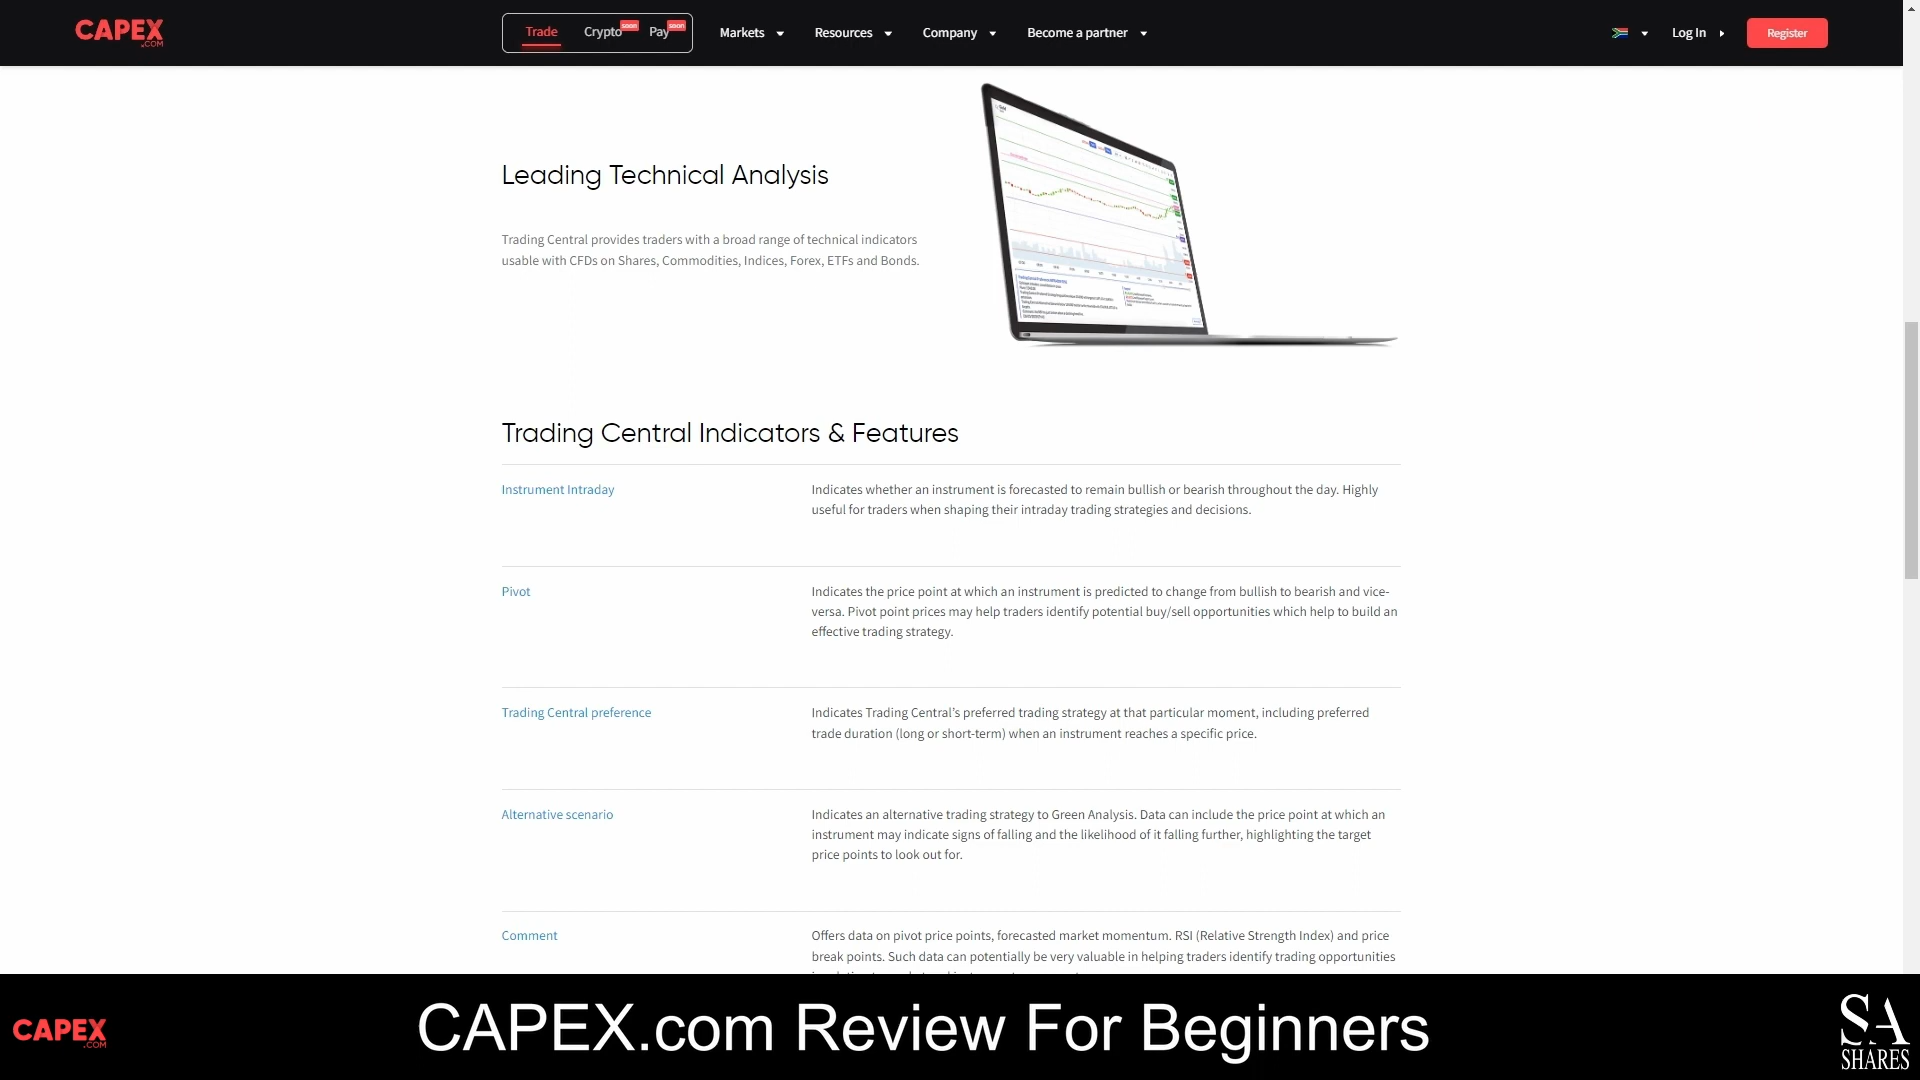 CAPEX
.COM
Trade
Crypto
soon
Pay
soon
Markets
Resources
Company
Become a partner
Log In
Register
Leading Technical Analysis
Trading Central provides traders with a broad range of technical indicators
usable with CFDs on Shares, Commodities, Indices, Forex, ETFs and Bonds.
Trading Central Indicators & Features
Instrument Intraday
Indicates whether an instrument is forecasted to remain bullish or bearish throughout the day. Highly
useful for traders when shaping their intraday trading strategies and decisions.
Pivot
Indicates the price point at which an instrument is predicted to change from bullish to bearish and vice-
versa. Pivot point prices may help traders identify potential buy/sell opportunities which help to build an
effective trading strategy.
Trading Central preference
Indicates Trading Central’s preferred trading strategy at that particular moment, including preferred
trade duration (long or short-term) when an instrument reaches a specific price.
Alternative scenario
Indicates an alternative trading strategy to Green Analysis. Data can include the price point at which an
instrument may indicate signs of falling and the likelihood of it falling further, highlighting the target
price points to look out for.
Comment
Offers data on pivot price points, forecasted market momentum. RSI (Relative Strength Index) and price
break points. Such data can potentially be very valuable in helping traders identify trading opportunities
CAPEX
.COM
CAPEX.com Review For Beginners
SA
SHARES